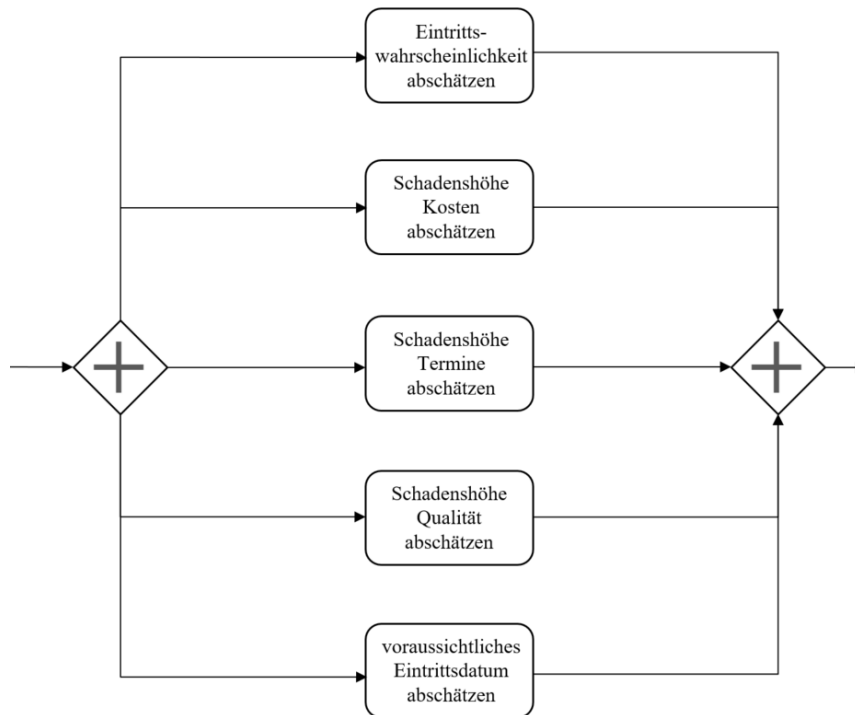 Eintritts-
wahrscheinlichkeit
abschätzen
Schadenshöhe
Kosten
abschätzen
Schadenshöhe
Termine
abschätzen
Schadenshöhe
Qualität
abschätzen
voraussichtliches
Eintrittsdatum
abschätzen